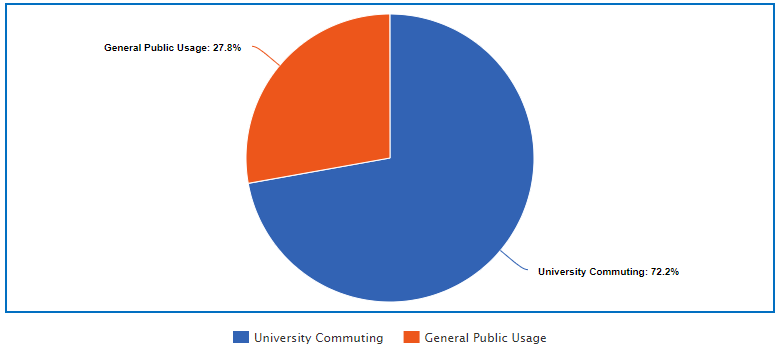 General Public Usage: 27.8%
University Commuting: 72.2%
University Commuting General Public Usage